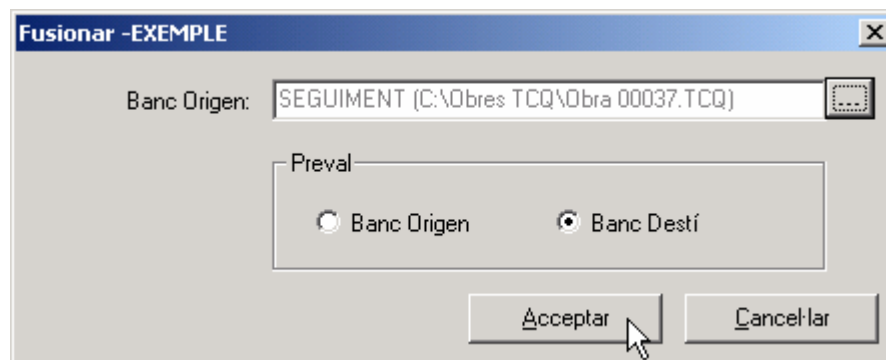 Fusionar -EXEMPLE
Banc Origen: SEGUIMENT (C:\Obres TCQ\Obra 00037.TCQ) ...
Preval
Banc Origen Banc Destí
Acceptar Cancel·lar